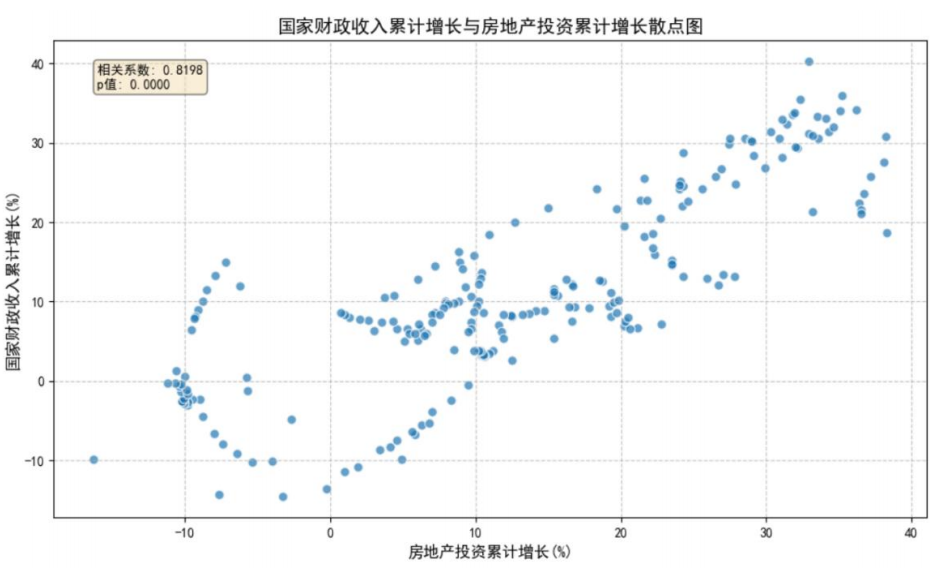 国家财政收入累计增长与房地产投资累计增长散点图
相关系数: 0.8198
p值: 0.0000
40
30
20
10
0
−10
国家财政收入累计增长(%)
−10 0 10 20 30 40
房地产投资累计增长(%)